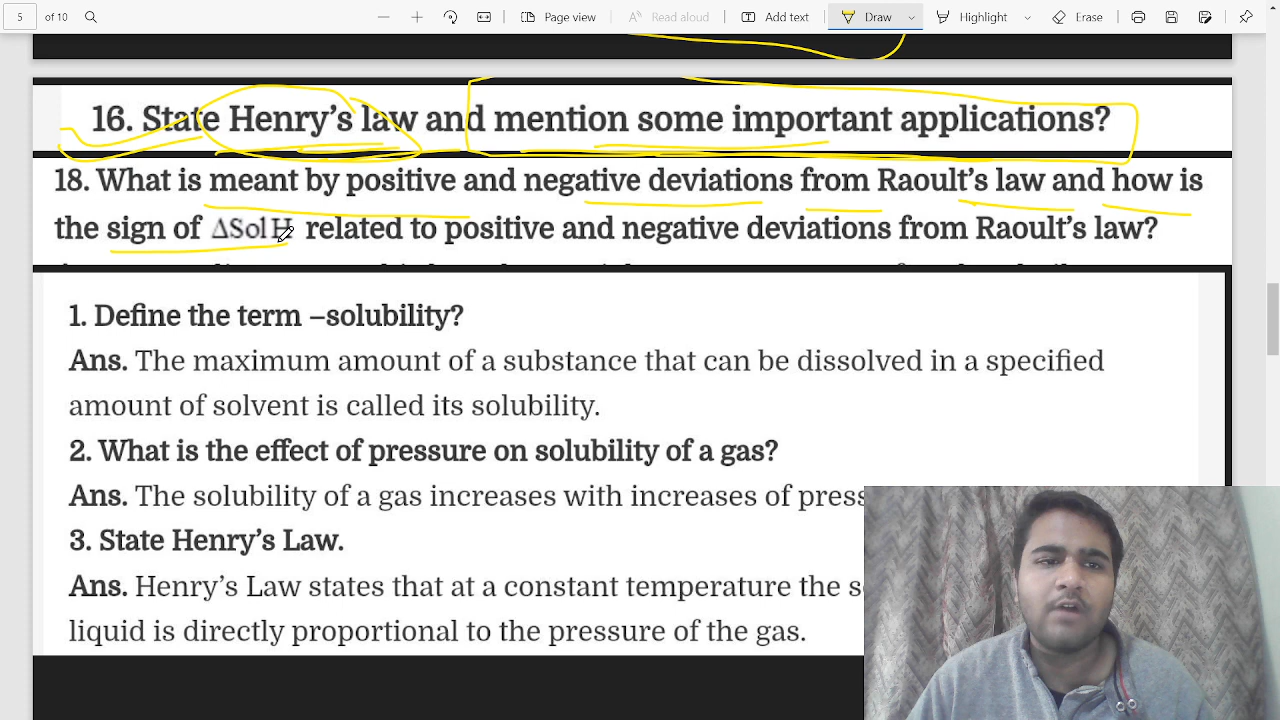 5 of 10 Page view Read aloud Add text Draw Highlight Erase
16. State Henry's law and mention some important applications?
18. What is meant by positive and negative deviations from Raoult's law and how is
the sign of ΔSol H related to positive and negative deviations from Raoult's law?
1. Define the term –solubility?
Ans. The maximum amount of a substance that can be dissolved in a specified
amount of solvent is called its solubility.
2. What is the effect of pressure on solubility of a gas?
Ans. The solubility of a gas increases with increases of press
3. State Henry's Law.
Ans. Henry's Law states that at a constant temperature the s
liquid is directly proportional to the pressure of the gas.